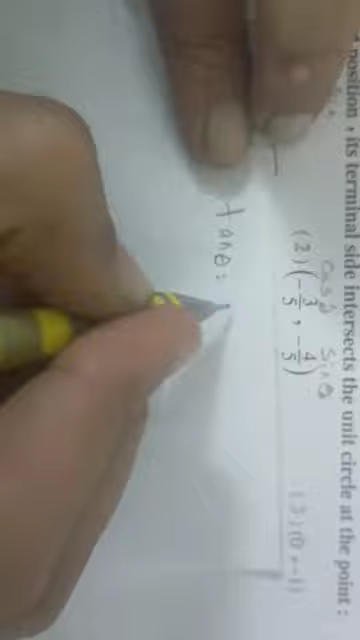 position , its terminal side intersects the unit circle at the point :
cos θ sin θ
(2) (-3/5 , -4/5) (3) (0 , -1)
tan θ =